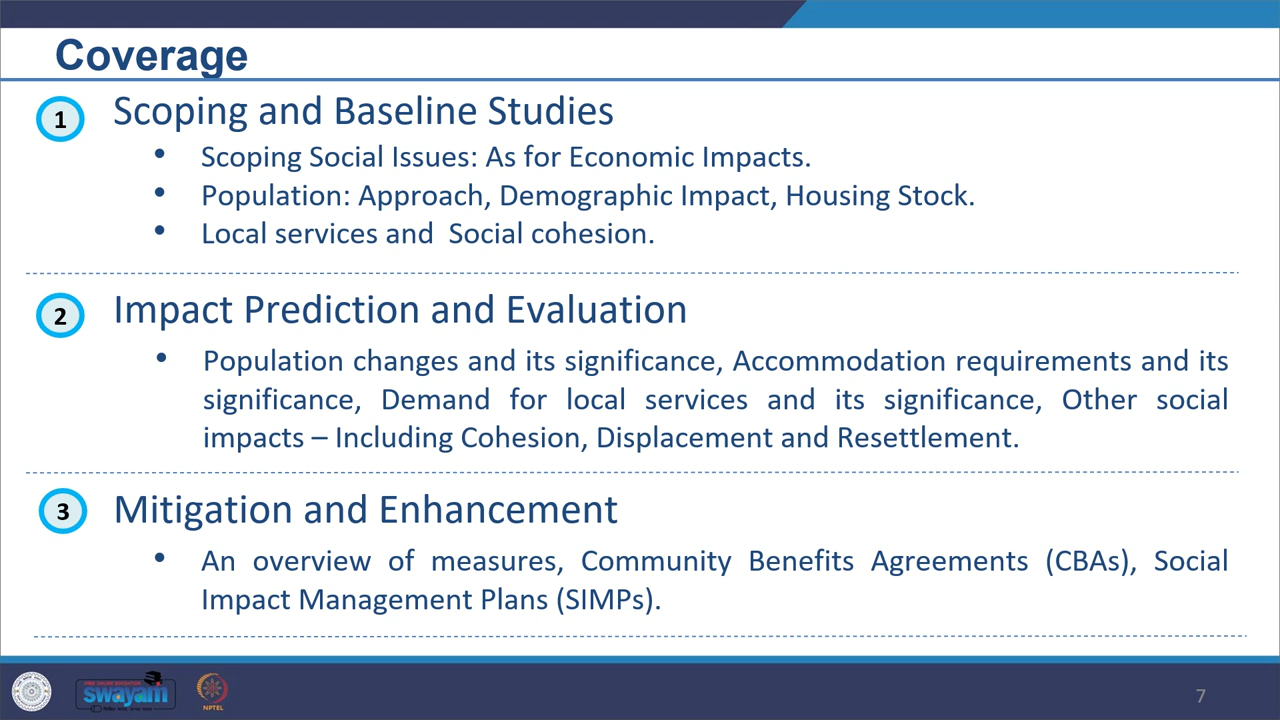 Coverage
1 Scoping and Baseline Studies
• Scoping Social Issues: As for Economic Impacts.
• Population: Approach, Demographic Impact, Housing Stock.
• Local services and Social cohesion.
2 Impact Prediction and Evaluation
• Population changes and its significance, Accommodation requirements and its
significance, Demand for local services and its significance, Other social
impacts – Including Cohesion, Displacement and Resettlement.
3 Mitigation and Enhancement
• An overview of measures, Community Benefits Agreements (CBAs), Social
Impact Management Plans (SIMPs).
swayam
NPTEL
7